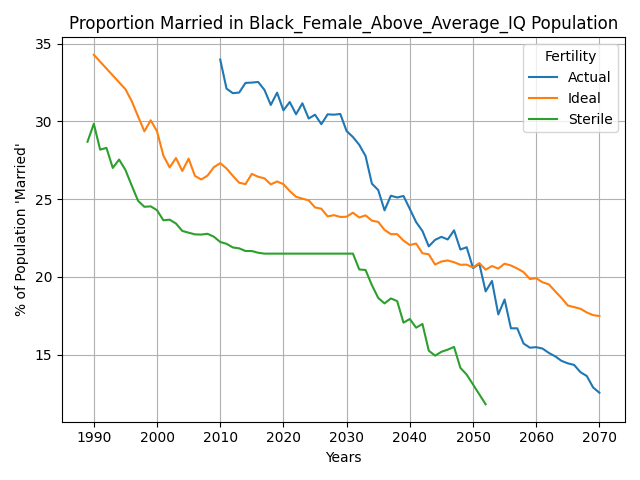 Proportion Married in Black_Female_Above_Average_IQ Population
35
30
25
20
15
% of Population 'Married'
Fertility
Actual
Ideal
Sterile
1990 2000 2010 2020 2030 2040 2050 2060 2070
Years